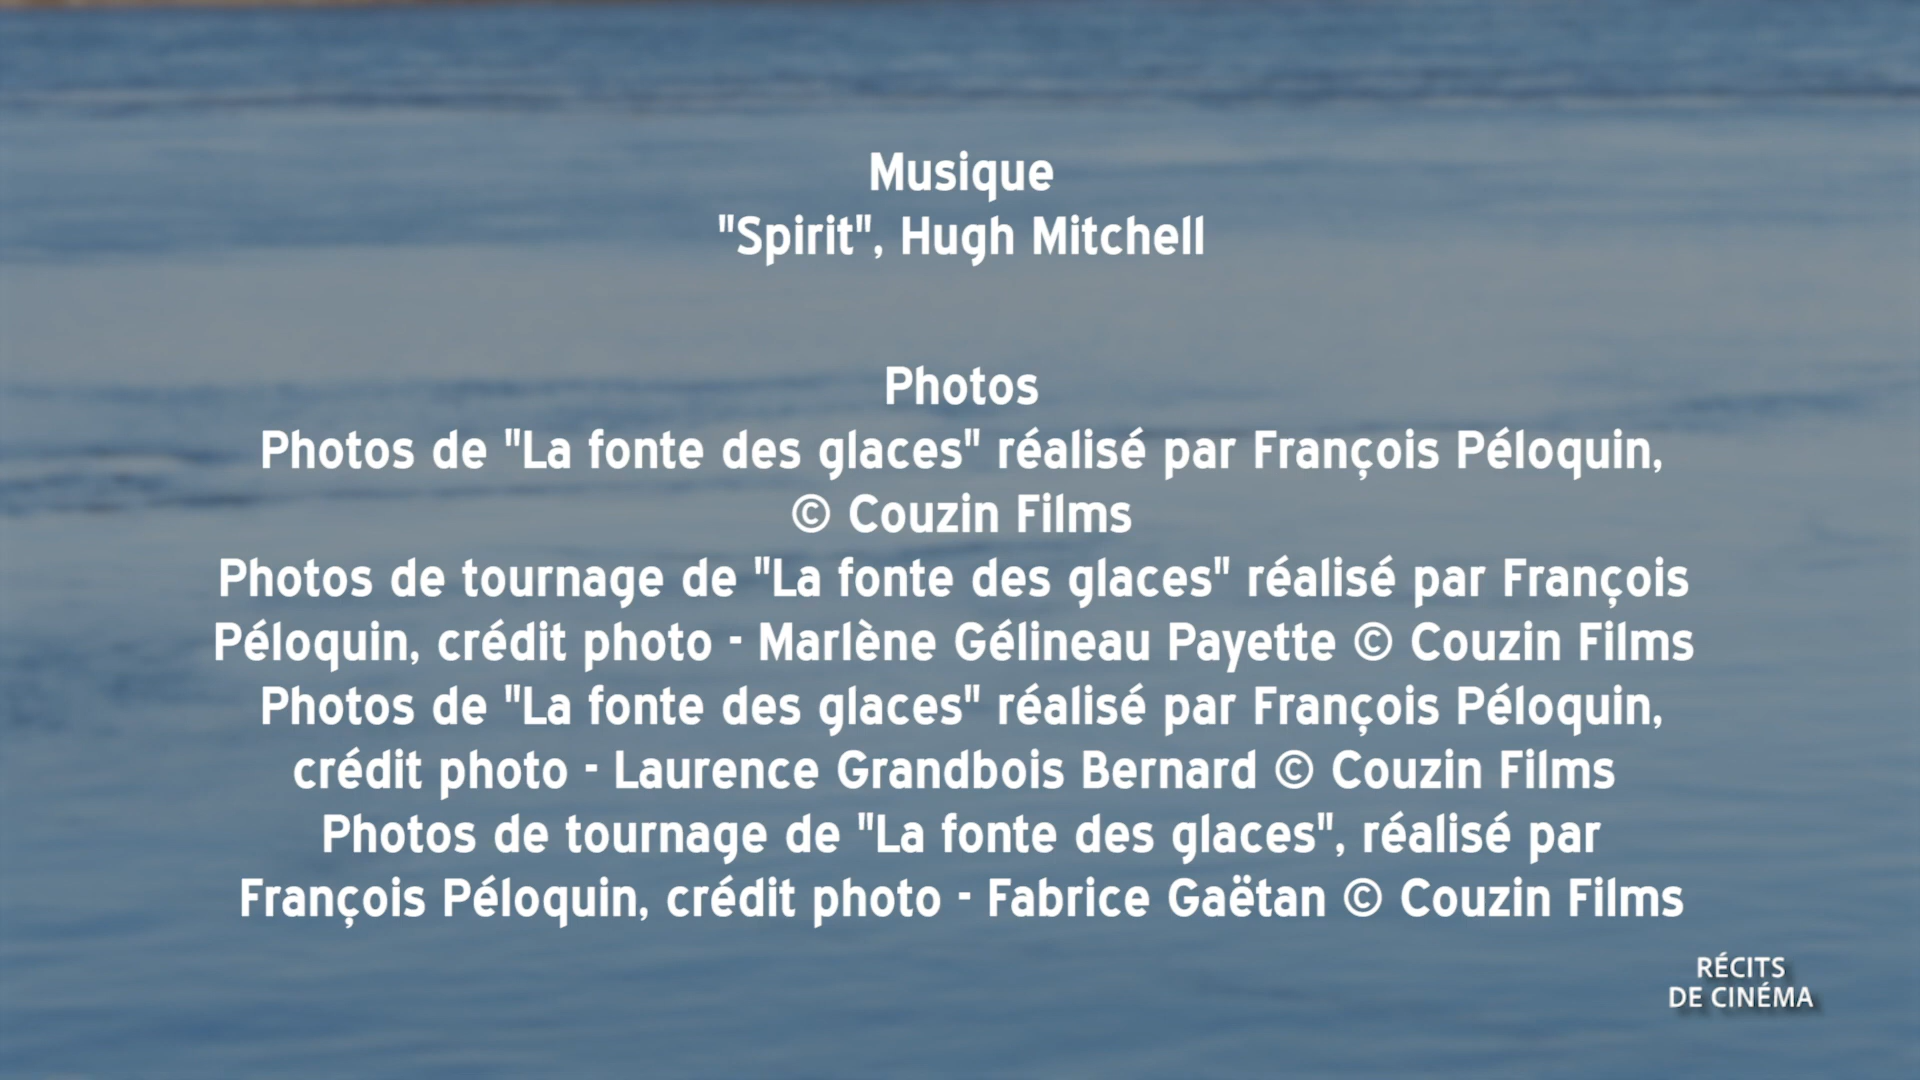 Musique
"Spirit", Hugh Mitchell
Photos
Photos de "La fonte des glaces" réalisé par François Péloquin,
© Couzin Films
Photos de tournage de "La fonte des glaces" réalisé par François
Péloquin, crédit photo - Marlène Gélineau Payette © Couzin Films
Photos de "La fonte des glaces" réalisé par François Péloquin,
crédit photo - Laurence Grandbois Bernard © Couzin Films
Photos de tournage de "La fonte des glaces", réalisé par
François Péloquin, crédit photo - Fabrice Gaëtan © Couzin Films
RÉCITS
DE CINÉMA